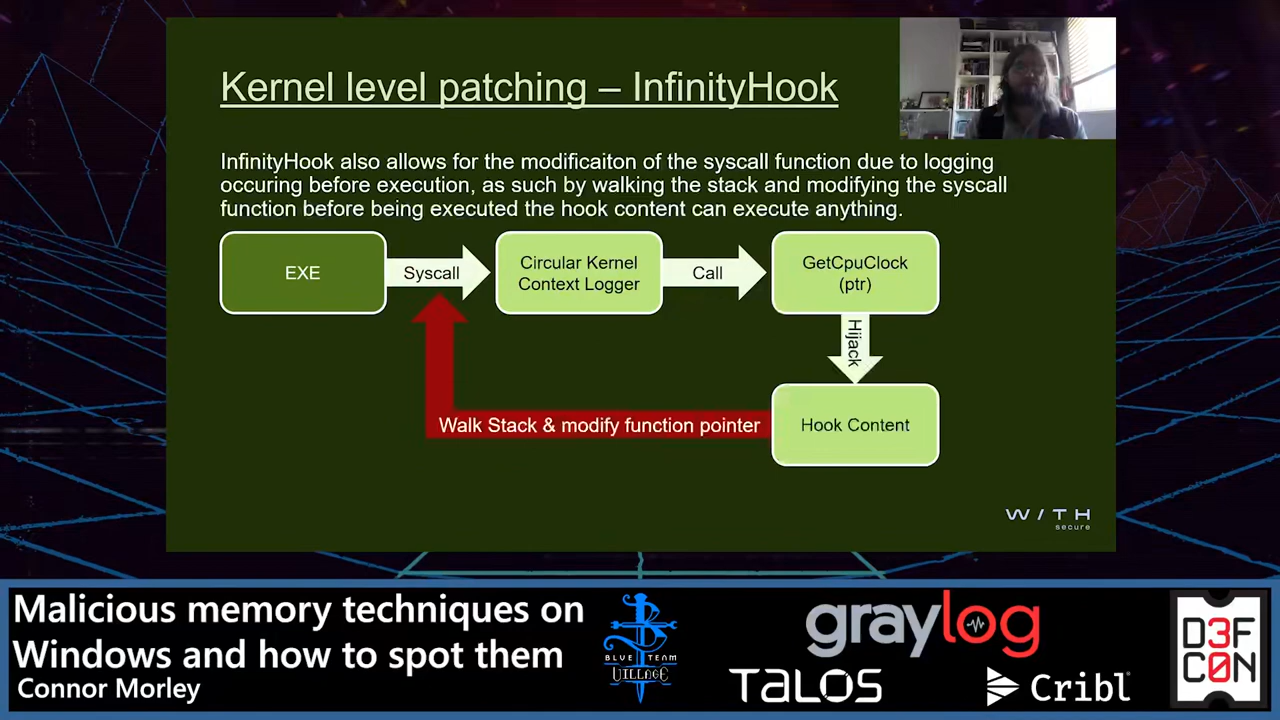 Kernel level patching – InfinityHook
InfinityHook also allows for the modificaiton of the syscall function due to logging
occuring before execution, as such by walking the stack and modifying the syscall
function before being executed the hook content can execute anything.
EXE
Syscall
Circular Kernel
Context Logger
Call
GetCpuClock
(ptr)
Hijack
Walk Stack & modify function pointer
Hook Content
W / T H
secure
Malicious memory techniques on
Windows and how to spot them
Connor Morley
BLUE TEAM
VILLAGE
graylog
TALOS
Cribl
D3F
C0N